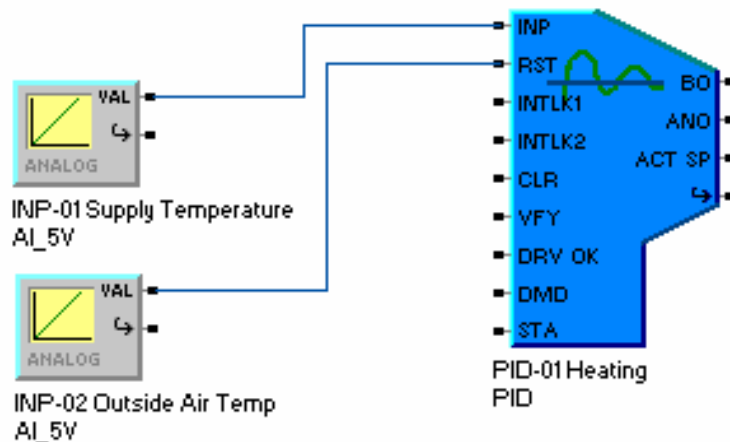 VAL
ANALOG
INP-01 Supply Temperature
AI_5V
VAL
ANALOG
INP-02 Outside Air Temp
AI_5V
INP
RST
INTLK1
INTLK2
CLR
VFY
DRV OK
DMD
STA
BO
ANO
ACT SP
PID-01 Heating
PID